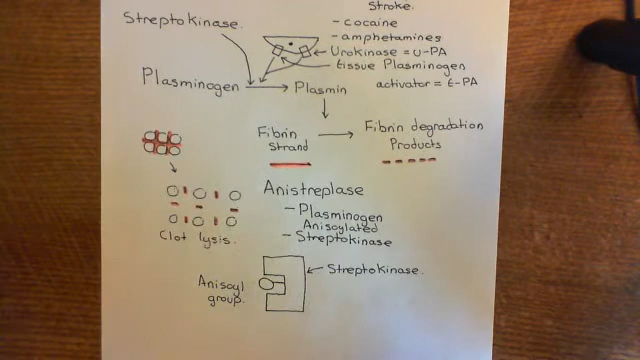 Stroke:
Streptokinase.
- cocaine
- amphetamines
Urokinase = u-PA
tissue Plasminogen
activator = t-PA
Plasminogen
Plasmin
Fibrin
Strand
Fibrin degradation
Products
Clot lysis.
Anistreplase
- Plasminogen
Anisoylated
- Streptokinase
Streptokinase.
Anisoyl
group.